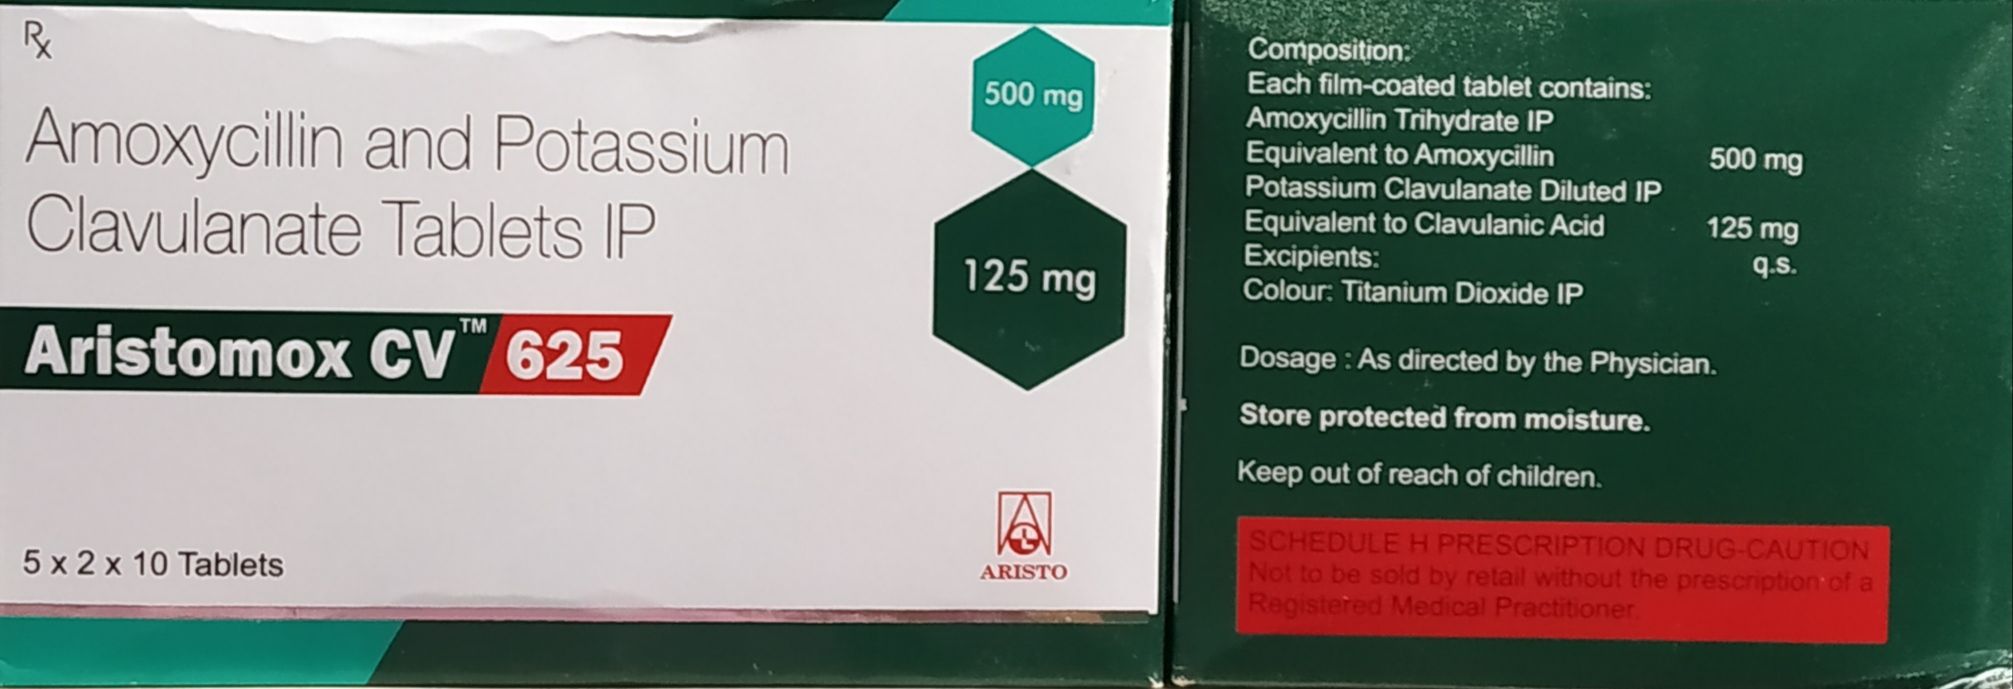 Rx
Amoxycillin and Potassium
Clavulanate Tablets IP
Aristomox CV™ 625
5 x 2 x 10 Tablets
500 mg
125 mg
ARISTO
Composition:
Each film-coated tablet contains:
Amoxycillin Trihydrate IP
Equivalent to Amoxycillin 500 mg
Potassium Clavulanate Diluted IP
Equivalent to Clavulanic Acid 125 mg
Excipients: q.s.
Colour: Titanium Dioxide IP
Dosage : As directed by the Physician.
Store protected from moisture.
Keep out of reach of children.
SCHEDULE H PRESCRIPTION DRUG-CAUTION
Not to be sold by retail without the prescription of a
Registered Medical Practitioner.